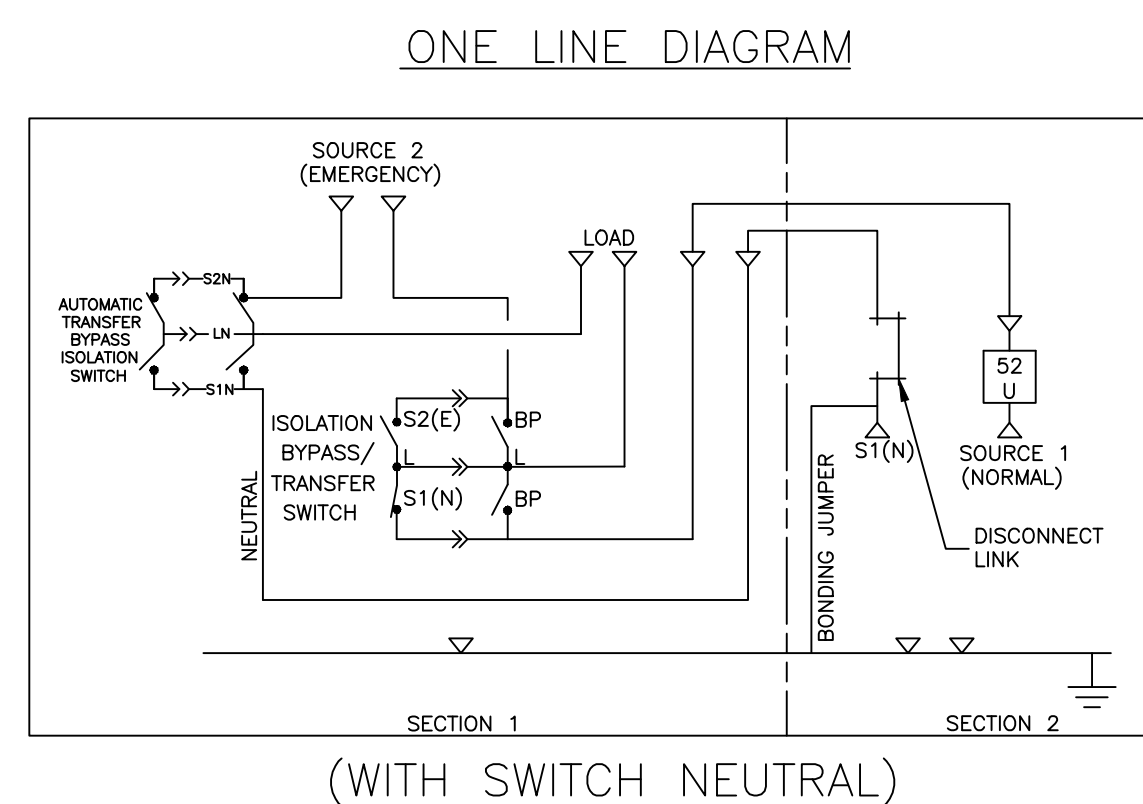 ONE LINE DIAGRAM
SOURCE 2
(EMERGENCY)
LOAD
S2N
AUTOMATIC
TRANSFER
BYPASS
ISOLATION
SWITCH
LN
S1N
52
U
ISOLATION
BYPASS/
TRANSFER
SWITCH
S2(E)
L
S1(N)
BP
L
BP
S1(N)
SOURCE 1
(NORMAL)
NEUTRAL
BONDING JUMPER
DISCONNECT
LINK
SECTION 1
SECTION 2
(WITH SWITCH NEUTRAL)